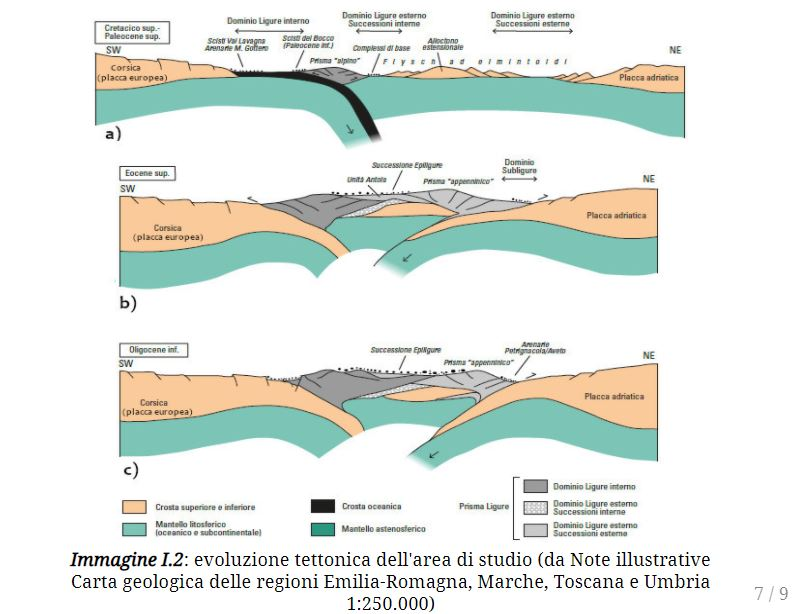 Cretacico sup.-
Paleocene sup.
SW
Dominio Ligure interno
Dominio Ligure esterno
Successioni interne
Dominio Ligure esterno
Successioni esterne
NE
Scisti Val Lavagna
Arenarie M. Gottero
Scisti del Bocco
(Paleocene inf.)
Prisma "alpino"
Complessi di base
Alloctono
estensionale
Flysch ad elmintoidi
Corsica
(placca europea)
Placca adriatica
a)
Eocene sup.
SW
Successione Epiligure
Unità Antola
Prisma "appenninico"
Dominio
Subligure
NE
Corsica
(placca europea)
Placca adriatica
b)
Oligocene inf.
SW
Successione Epiligure
Prisma "appenninico"
Arenarie
Petrignacola/Aveto
NE
Corsica
(placca europea)
Placca adriatica
c)
Crosta superiore e inferiore
Mantello litosferico
(oceanico e subcontinentale)
Crosta oceanica
Mantello astenosferico
Prisma Ligure
Dominio Ligure interno
Dominio Ligure esterno
Successioni interne
Dominio Ligure esterno
Successioni esterne
Immagine I.2: evoluzione tettonica dell'area di studio (da Note illustrative
Carta geologica delle regioni Emilia-Romagna, Marche, Toscana e Umbria
1:250.000)
7 / 9